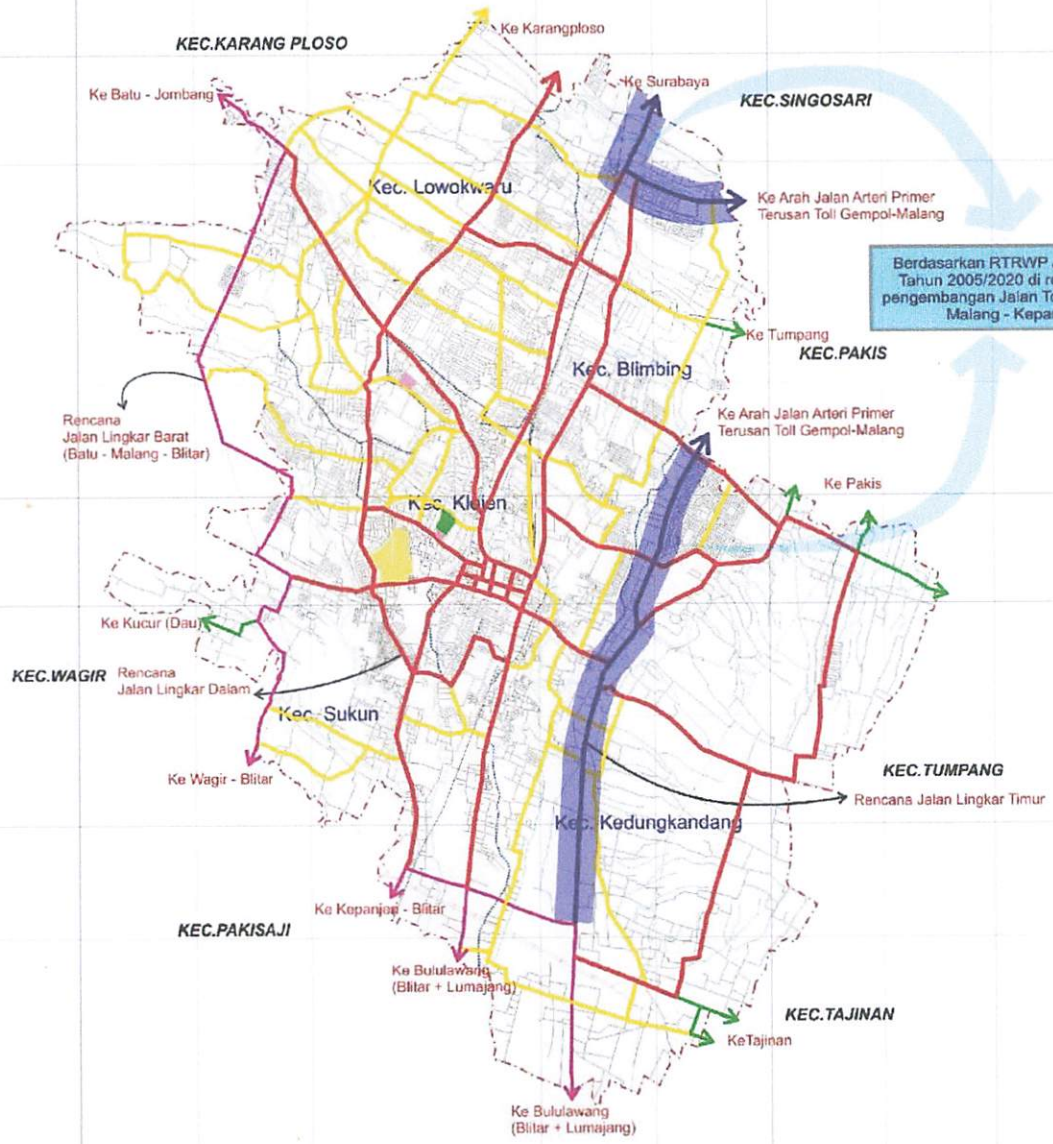 Ke Karangploso
KEC.KARANG PLOSO
Ke Batu - Jombang
Ke Surabaya
KEC.SINGOSARI
Kec. Lowokwaru
Ke Arah Jalan Arteri Primer
Terusan Toll Gempol-Malang
Berdasarkan RTRWP
Tahun 2005/2020 di
pengembangan Jalan
Malang -
Ke Tumpang
KEC.PAKIS
Kec. Blimbing
Rencana
Jalan Lingkar Barat
(Batu - Malang - Blitar)
Ke Arah Jalan Arteri Primer
Terusan Toll Gempol-Malang
Ke Pakis
Kec. Klojen
Ke Kucur (Dau)
KEC.WAGIR
Rencana
Jalan Lingkar Dalam
Kec. Sukun
Ke Wagir - Blitar
KEC.TUMPANG
Rencana Jalan Lingkar Timur
Kec. Kedungkandang
Ke Kepanjen - Blitar
KEC.PAKISAJI
Ke Bululawang
(Blitar + Lumajang)
KEC.TAJINAN
KeTajinan
Ke Bululawang
(Blitar + Lumajang)